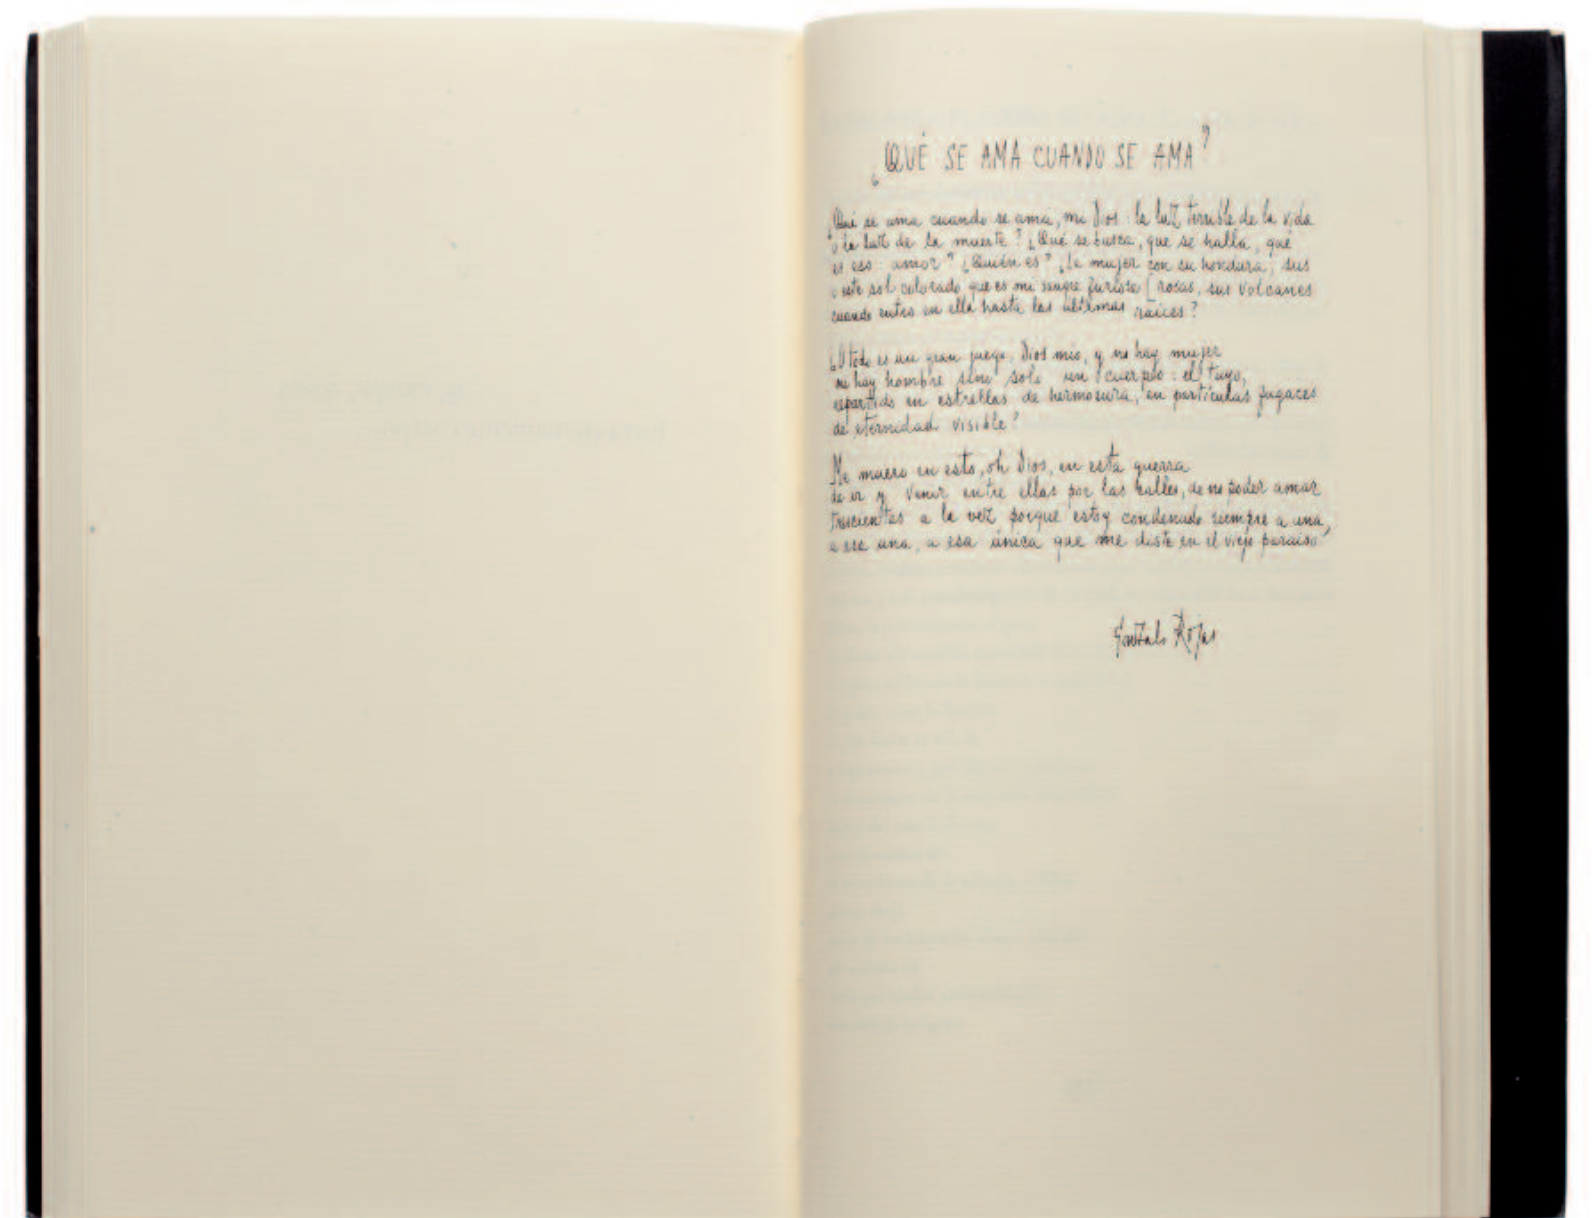 ¿QUÉ SE AMA CUANDO SE AMA?
¿Qué se ama cuando se ama, mi Dios: la luz terrible de la vida
o la luz de la muerte? ¿Qué se busca, que se halla, qué
es eso: amor? ¿Quién es? ¿La mujer con su hondura, sus
o este sol colorado que es mi sangre furiosa [rosas, sus volcanes
cuando entro en ella hasta las últimas raíces?
¿O todo es un gran juego, Dios mío, y no hay mujer
ni hay hombre sino solo un cuerpo: el tuyo,
repartido en estrellas de hermosura, en partículas fugaces
de eternidad visible?
Me muero en esto, oh Dios, en esta guerra
de ir y venir entre ellas por las calles, de no poder amar
trescientas a la vez porque estoy condenado siempre a una,
a esa una, a esa única que me diste en el viejo paraíso
Gonzalo Rojas